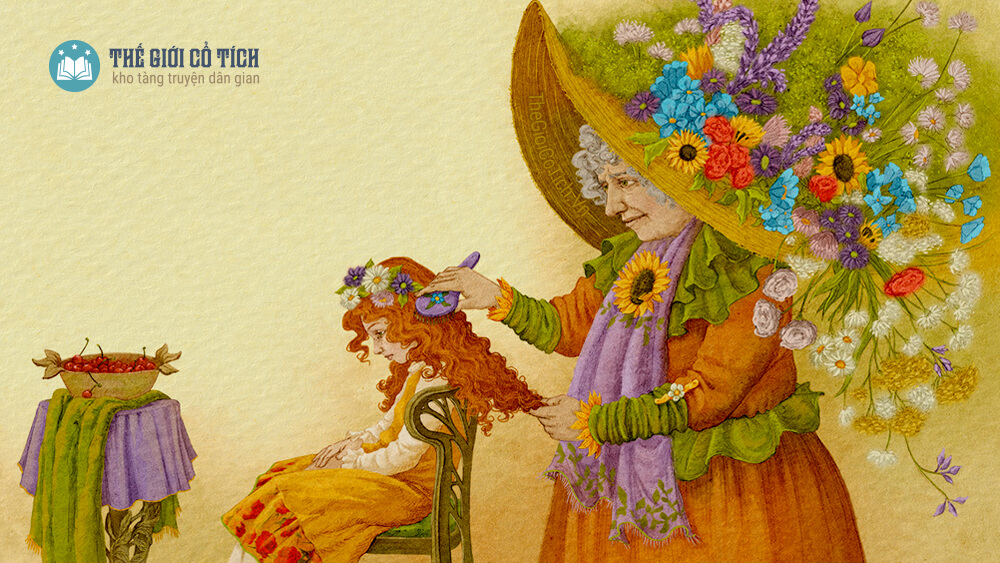 THẾ GIỚI CỔ TÍCH
kho tàng truyện dân gian